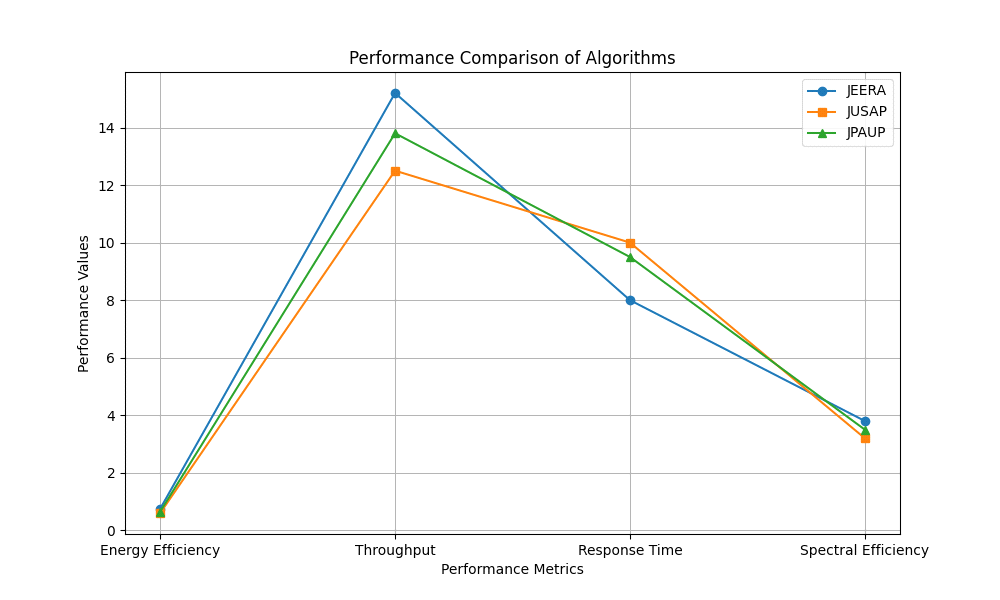 Performance Comparison of Algorithms
JEERA
JUSAP
JPAUP
Performance Values
14
12
10
8
6
4
2
0
Energy Efficiency
Throughput
Response Time
Spectral Efficiency
Performance Metrics